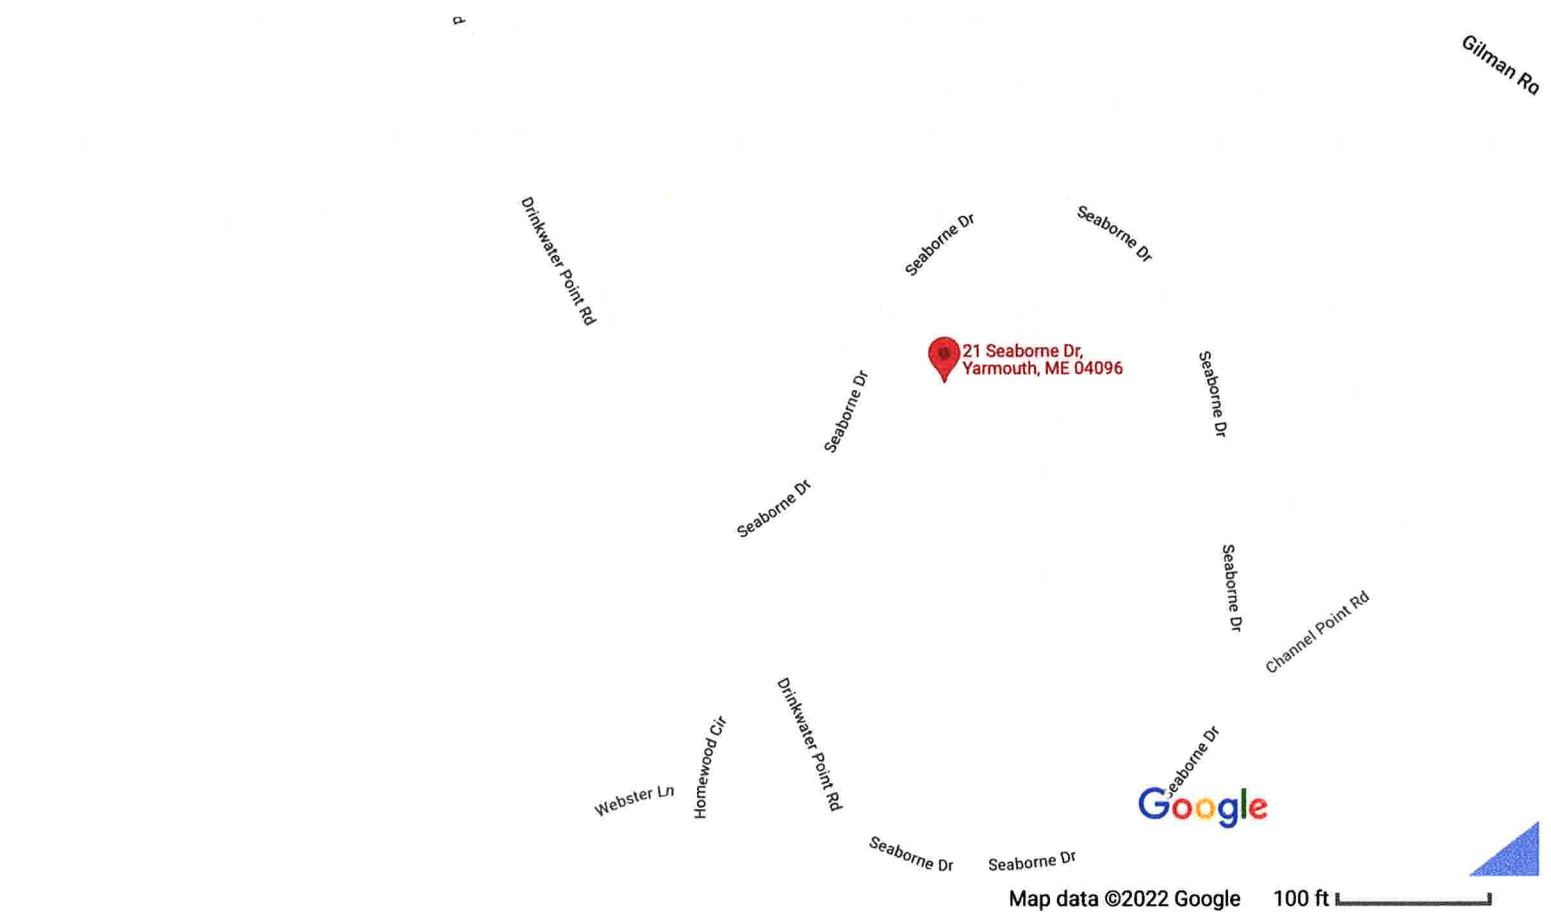 Gilman Rd
Drinkwater Point Rd
Seaborne Dr
Seaborne Dr
21 Seaborne Dr,
Yarmouth, ME 04096
Seaborne Dr
Seaborne Dr
Seaborne Dr
Seaborne Dr
Channel Point Rd
Drinkwater Point Rd
Homewood Cir
Webster Ln
Seaborne Dr
Google
Seaborne Dr
Seaborne Dr
Map data ©2022 Google 100 ft